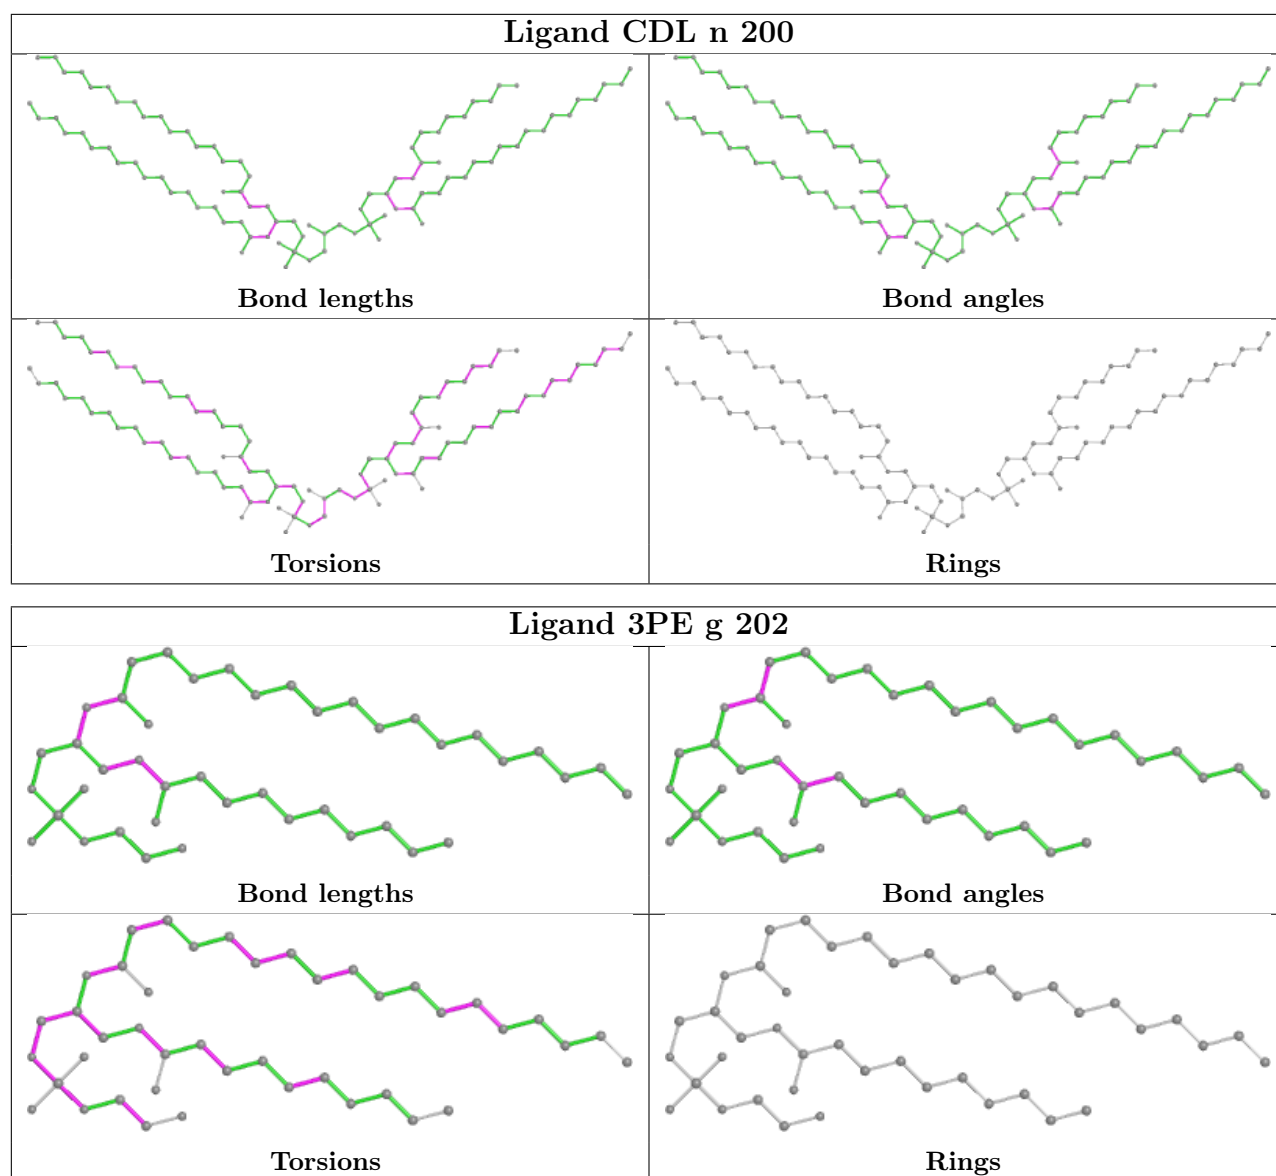 Ligand CDL n 200
Bond lengths
Bond angles
Torsions
Rings
Ligand 3PE g 202
Bond lengths
Bond angles
Torsions
Rings